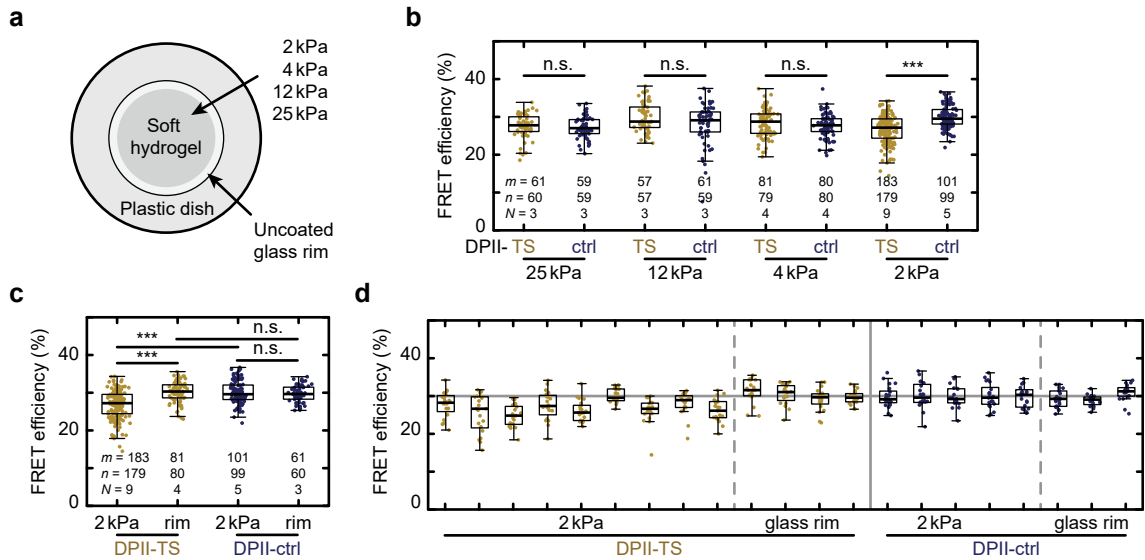 a
2 kPa
4 kPa
12 kPa
25 kPa
Soft
hydrogel
Plastic dish
Uncoated
glass rim
b
FRET efficiency (%)
40
20
0
n.s. n.s. n.s. ***
m = 61 59 57 61 81 80 183 101
n = 60 59 57 59 79 80 179 99
N = 3 3 3 3 4 4 9 5
DPII- TS ctrl TS ctrl TS ctrl TS ctrl
25 kPa 12 kPa 4 kPa 2 kPa
c
FRET efficiency (%)
40
20
0
n.s.
*** n.s.
***
m = 183 81 101 61
n = 179 80 99 60
N = 9 4 5 3
2 kPa rim 2 kPa rim
DPII-TS DPII-ctrl
d
FRET efficiency (%)
40
20
0
2 kPa glass rim 2 kPa glass rim
DPII-TS DPII-ctrl